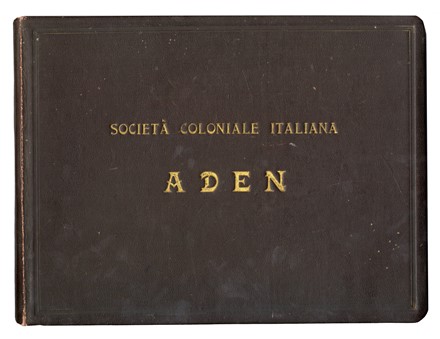 SOCIETÀ COLONIALE ITALIANA
ADEN